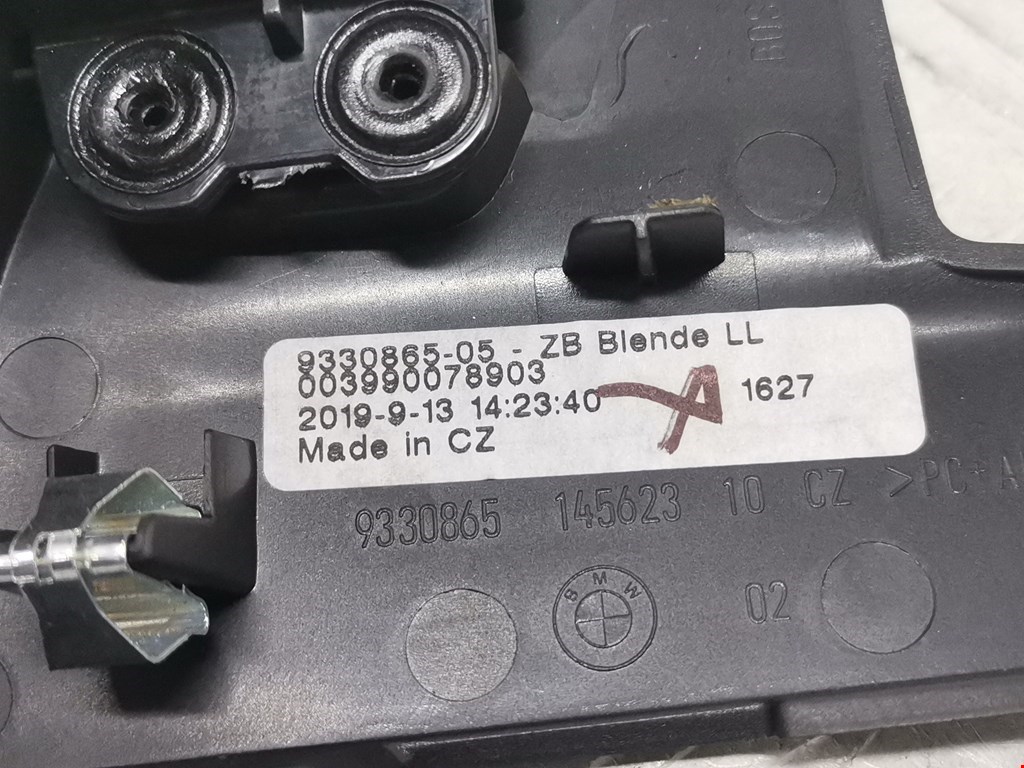 9330865-05 - ZB Blende LL
003990078903
2019-9-13 14:23:40
1627
Made in CZ
9330865 145623 10 CZ >PC+A
BMW
02